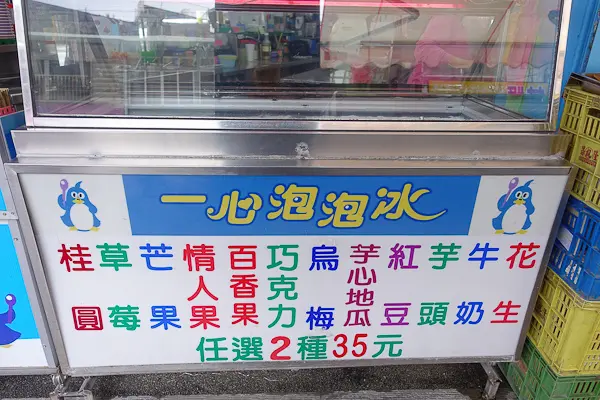 一心泡泡冰
桂圓
草莓
芒果
情人果
百香果
巧克力
烏梅
芋心地瓜
紅豆
芋頭
牛奶
花生
任選2種35元